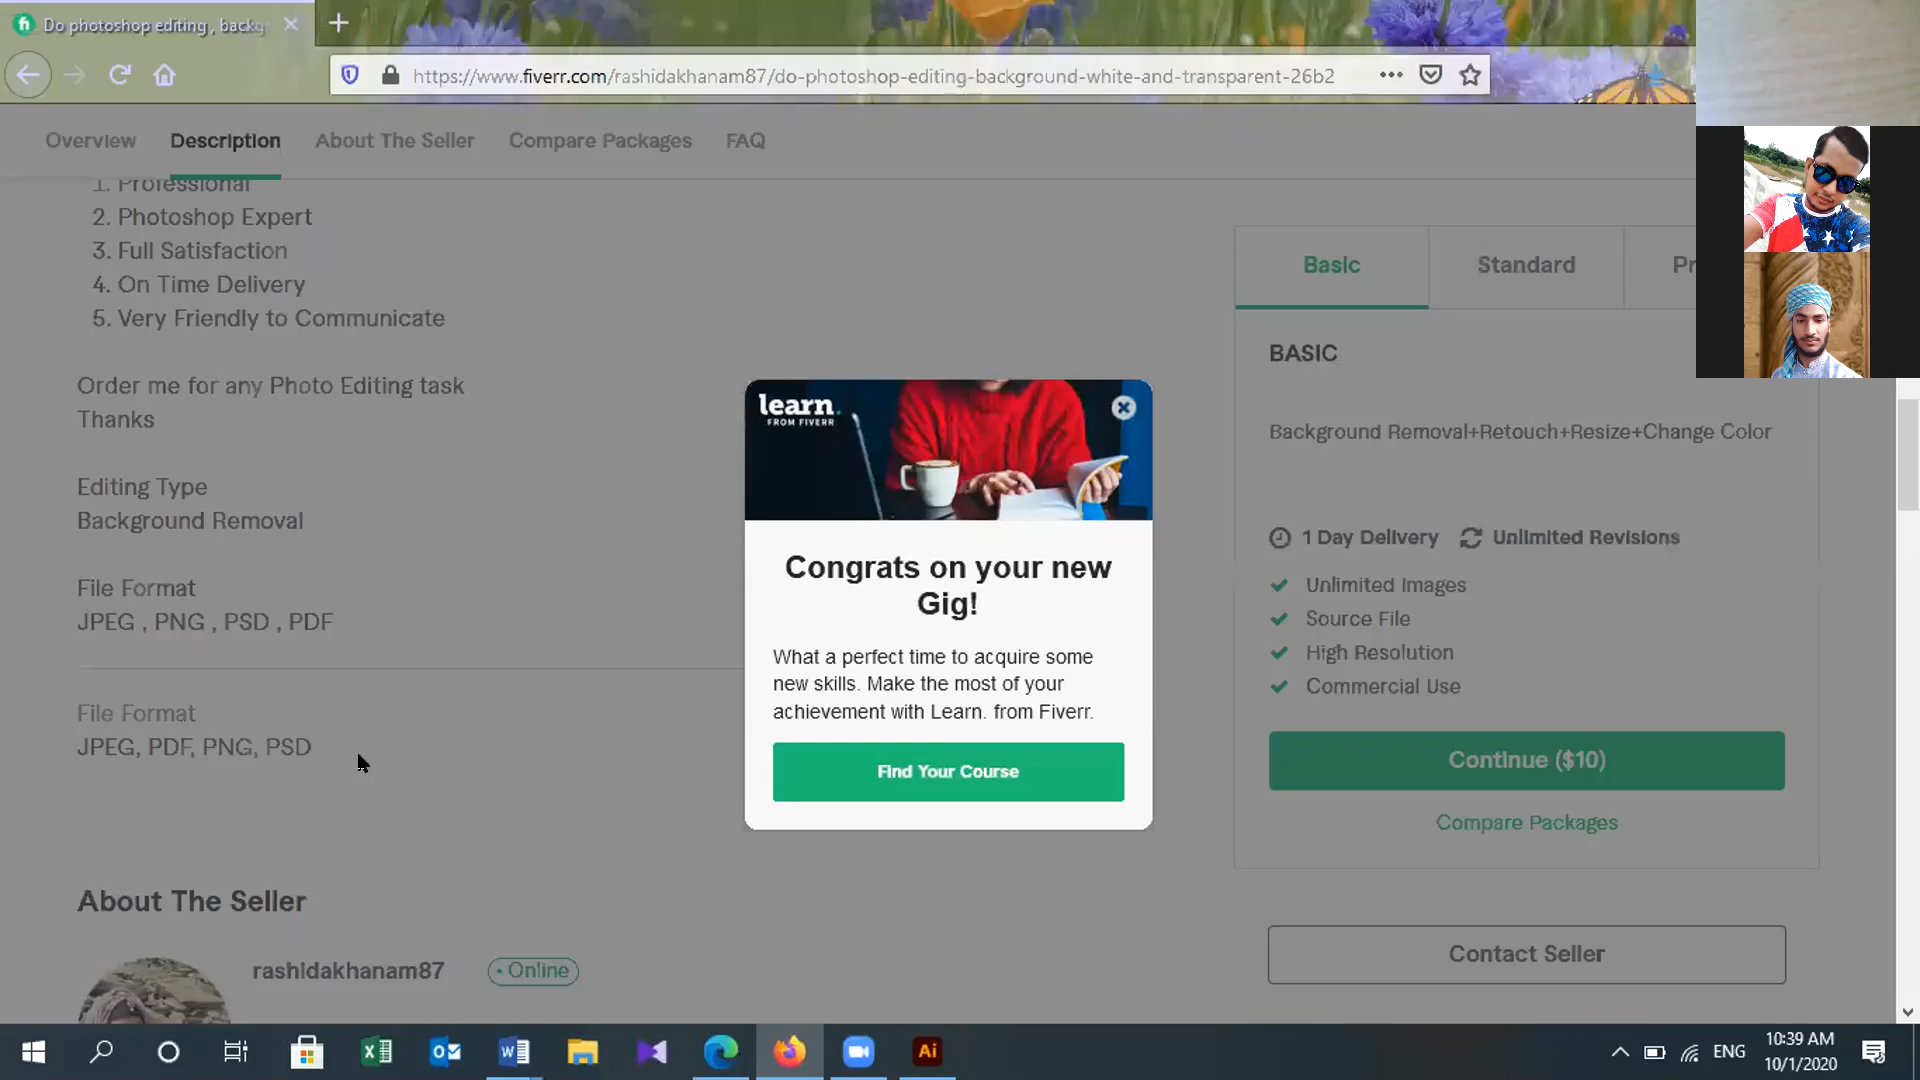 Do photoshop editing , backg
https://www.fiverr.com/rashidakhanam87/do-photoshop-editing-background-white-and-transparent-26b2
Overview
Description
About The Seller
Compare Packages
FAQ
1. Professional
2. Photoshop Expert
3. Full Satisfaction
4. On Time Delivery
5. Very Friendly to Communicate
Order me for any Photo Editing task
Thanks
Editing Type
Background Removal
File Format
JPEG , PNG , PSD , PDF
File Format
JPEG, PDF, PNG, PSD
About The Seller
rashidakhanam87
• Online
learn.
FROM FIVERR
Congrats on your new
Gig!
What a perfect time to acquire some
new skills. Make the most of your
achievement with Learn. from Fiverr.
Find Your Course
Basic
Standard
Pr
BASIC
Background Removal+Retouch+Resize+Change Color
1 Day Delivery
Unlimited Revisions
Unlimited Images
Source File
High Resolution
Commercial Use
Continue ($10)
Compare Packages
Contact Seller
Ai
ENG
10:39 AM
10/1/2020